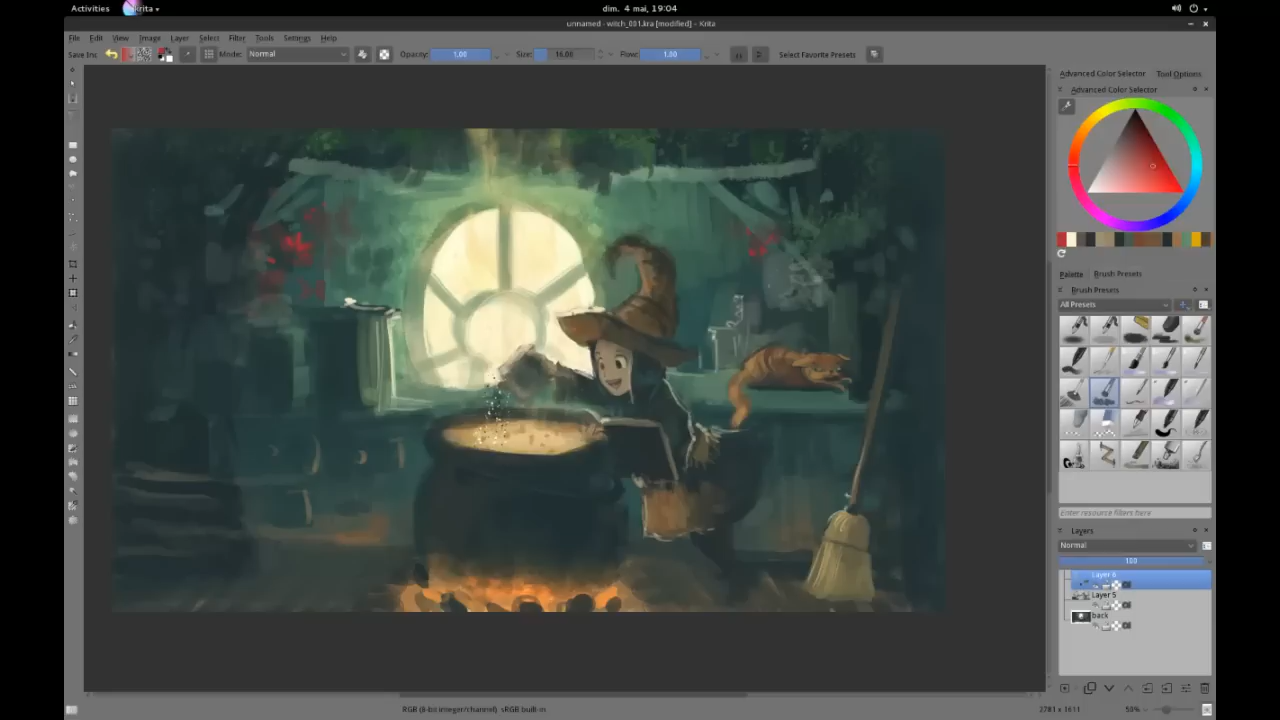 Activities krita dim. 4 mai, 19:04
unnamed - witch_001.kra [modified] - Krita
File Edit View Image Layer Select Filter Tools Settings Help
Save Inc Mode: Normal Opacity: 1.00 Size: 16.00 Flow: 1.00 Select Favorite Presets
Advanced Color Selector Tool Options
Advanced Color Selector
Palette Brush Presets
Brush Presets
All Presets
Enter resource filters here
Layers
Normal
100
Layer 6
Layer 5
back
RGB (8-bit integer/channel) sRGB built-in 2781 x 1611 50%